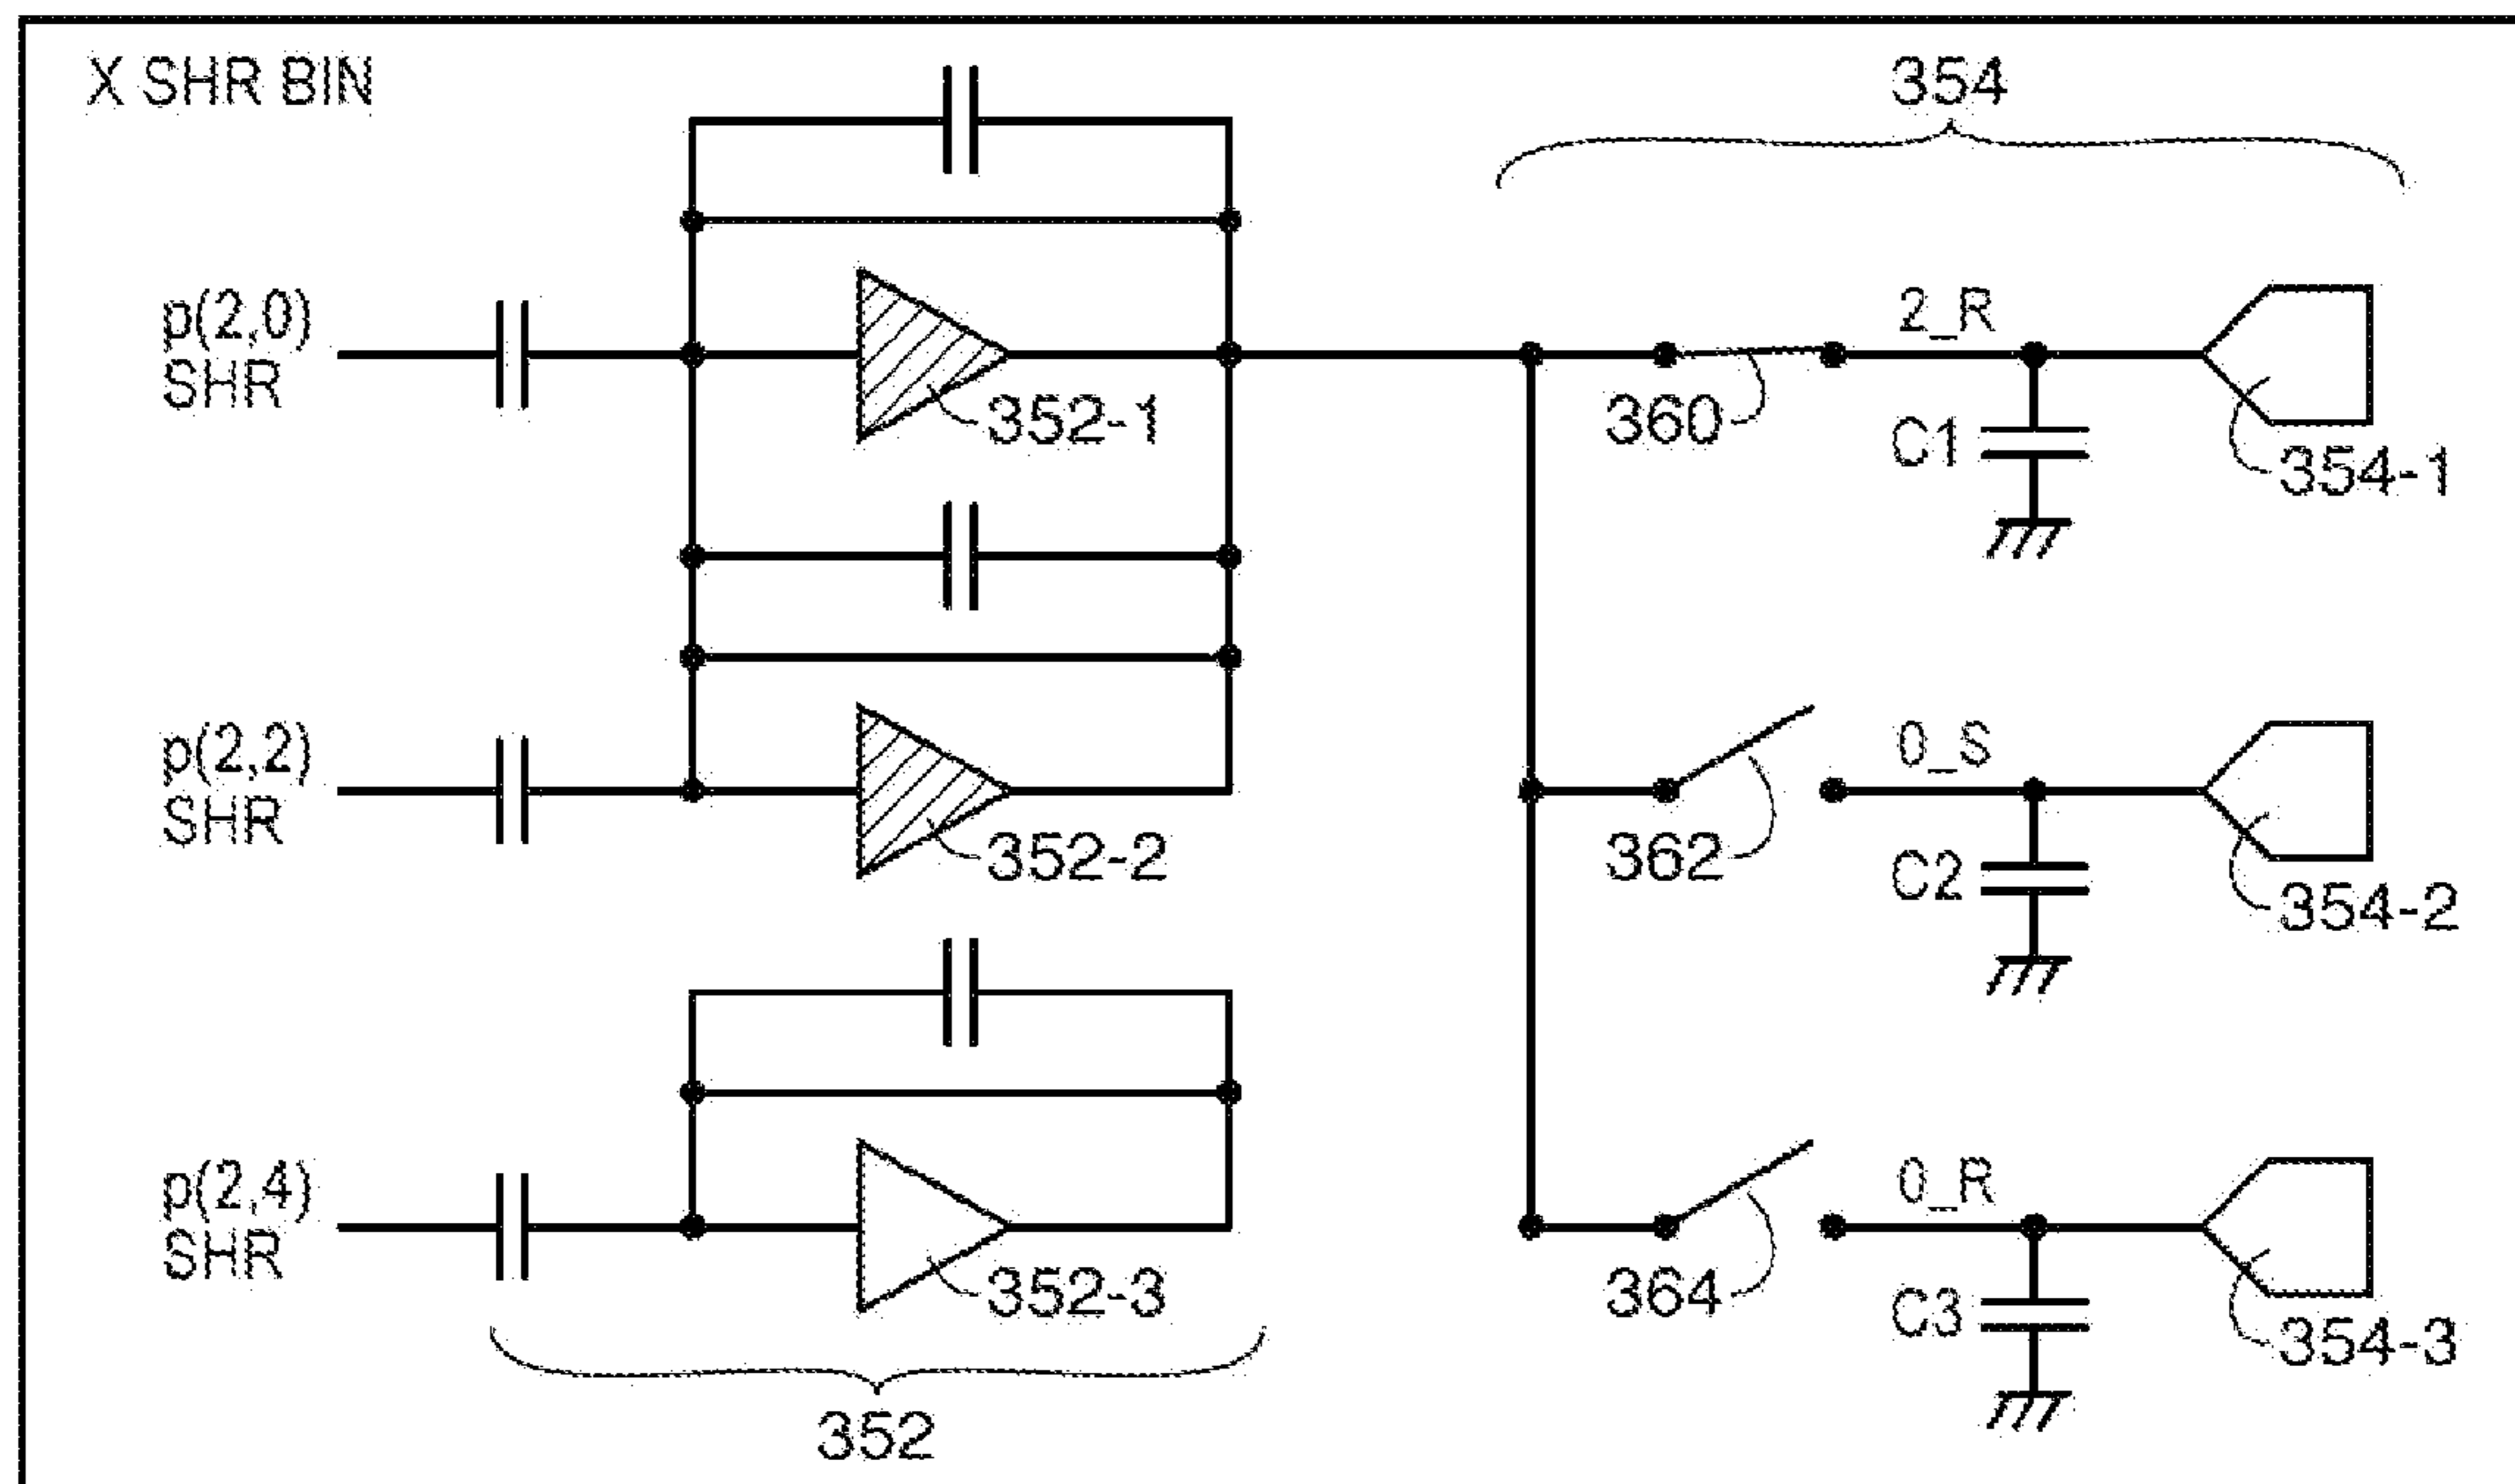 X SHR BIN
354
p(2,0)
SHR
352-1
360
2_R
C1
354-1
p(2,2)
SHR
352-2
362
0_S
C2
354-2
p(2,4)
SHR
352-3
364
0_R
C3
354-3
352